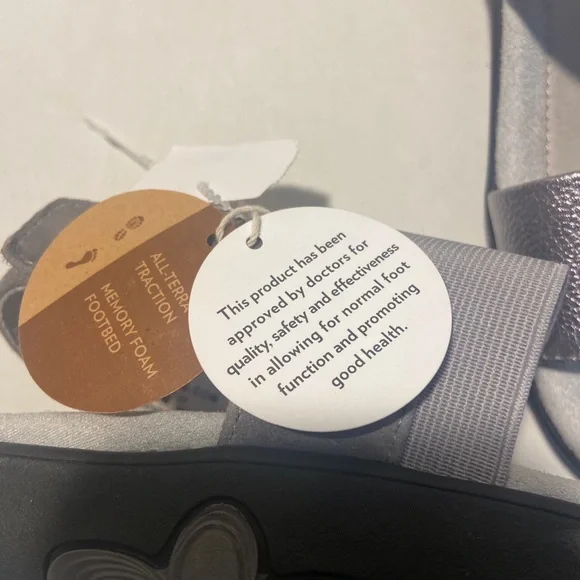 ALL-TERRA
TRACTION
MEMORY FOAM
FOOTBED
This product has been
approved by doctors for
quality, safety and effectiveness
in allowing for normal foot
function and promoting
good health.